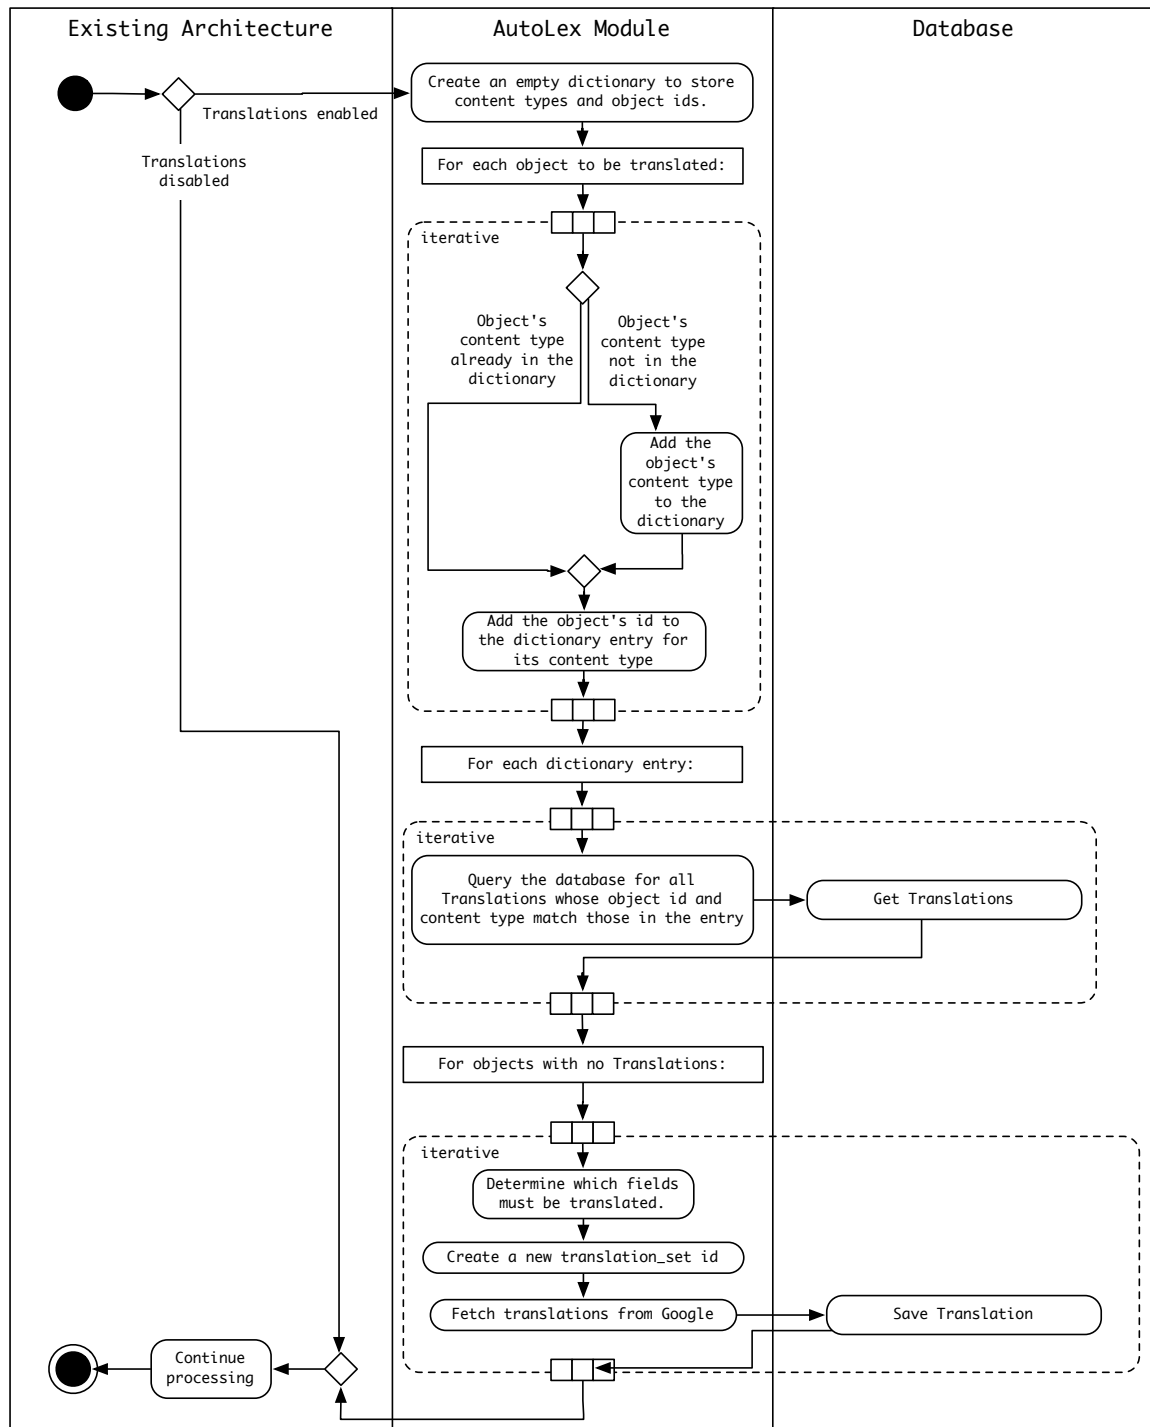 Existing Architecture
AutoLex Module
Database
Create an empty dictionary to store
content types and object ids.
Translations enabled
Translations
disabled
For each object to be translated:
iterative
Object's
content type
already in the
dictionary
Object's
content type
not in the
dictionary
Add the
object's
content type
to the
dictionary
Add the object's id to
the dictionary entry for
its content type
For each dictionary entry:
iterative
Query the database for all
Translations whose object id and
content type match those in the entry
Get Translations
For objects with no Translations:
iterative
Determine which fields
must be translated.
Create a new translation_set id
Fetch translations from Google
Save Translation
Continue
processing